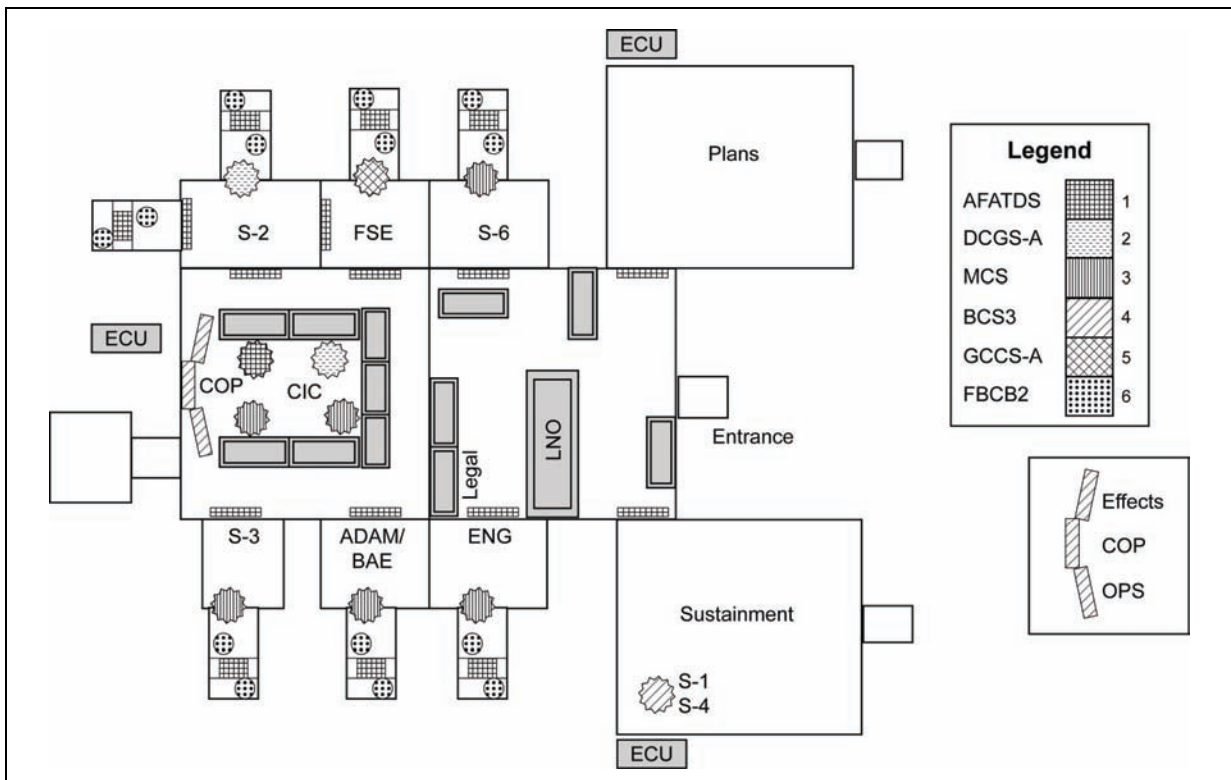 ECU
Plans
S-2
FSE
S-6
ECU
COP
CIC
Legal
LNO
Entrance
S-3
ADAM/
BAE
ENG
Sustainment
S-1
S-4
ECU
Legend
AFATDS 1
DCGS-A 2
MCS 3
BCS3 4
GCCS-A 5
FBCB2 6
Effects
COP
OPS